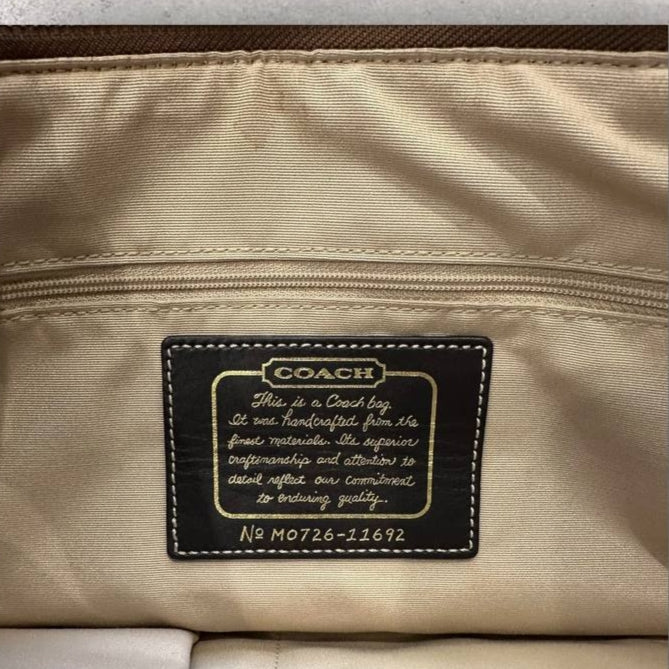 COACH
This is a Coach bag.
It was handcrafted from the
finest materials. Its superior
craftsmanship and attention to
detail reflect our commitment
to enduring quality.
Nº M0726-11692